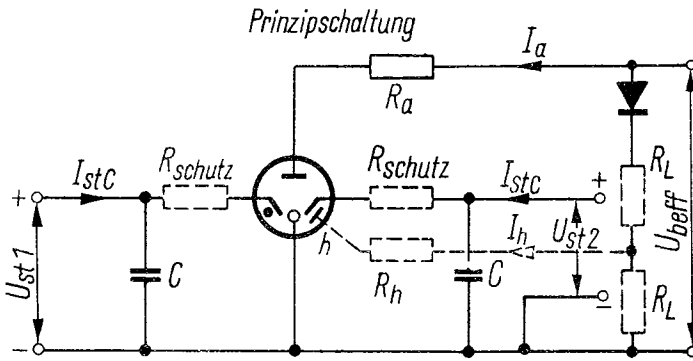 Prinzipschaltung
I_a
R_a
I_stC
R_schutz
R_schutz
I_stC
R_L
+
+
U_st1
h
I_h
U_st2
U_beff
C
R_h
C
R_L
-
-